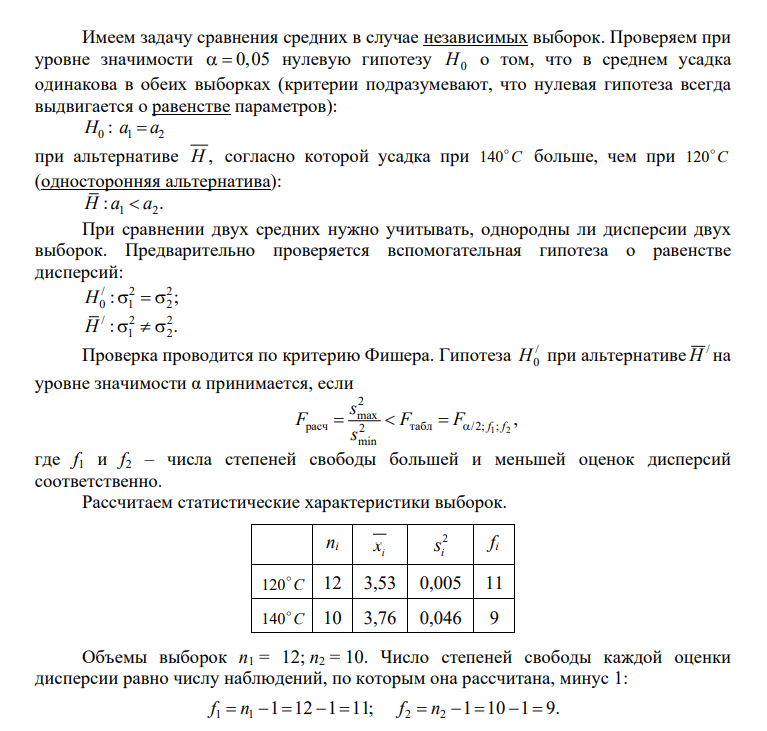 Имеем задачу сравнения средних в случае независимых выборок. Проверяем при
уровне значимости α = 0,05 нулевую гипотезу H₀ о том, что в среднем усадка
одинакова в обеих выборках (критерии подразумевают, что нулевая гипотеза всегда
выдвигается о равенстве параметров):
H₀ : a₁ = a₂
при альтернативе H̅, согласно которой усадка при 140°C больше, чем при 120°C
(односторонняя альтернатива):
H̅ : a₁ < a₂.
При сравнении двух средних нужно учитывать, однородны ли дисперсии двух
выборок. Предварительно проверяется вспомогательная гипотеза о равенстве
дисперсий:
H₀′ : σ₁² = σ₂²;
H̅′ : σ₁² ≠ σ₂².
Проверка проводится по критерию Фишера. Гипотеза H₀′ при альтернативе H̅′ на
уровне значимости α принимается, если
F_расч = s²_max / s²_min < F_табл = F_α/2; f₁; f₂,
где f₁ и f₂ – числа степеней свободы большей и меньшей оценок дисперсий
соответственно.
Рассчитаем статистические характеристики выборок.
nᵢ x̅ᵢ sᵢ² fᵢ
120°C 12 3,53 0,005 11
140°C 10 3,76 0,046 9
Объемы выборок n₁ = 12; n₂ = 10. Число степеней свободы каждой оценки
дисперсии равно числу наблюдений, по которым она рассчитана, минус 1:
f₁ = n₁ − 1 = 12 − 1 = 11; f₂ = n₂ − 1 = 10 − 1 = 9.